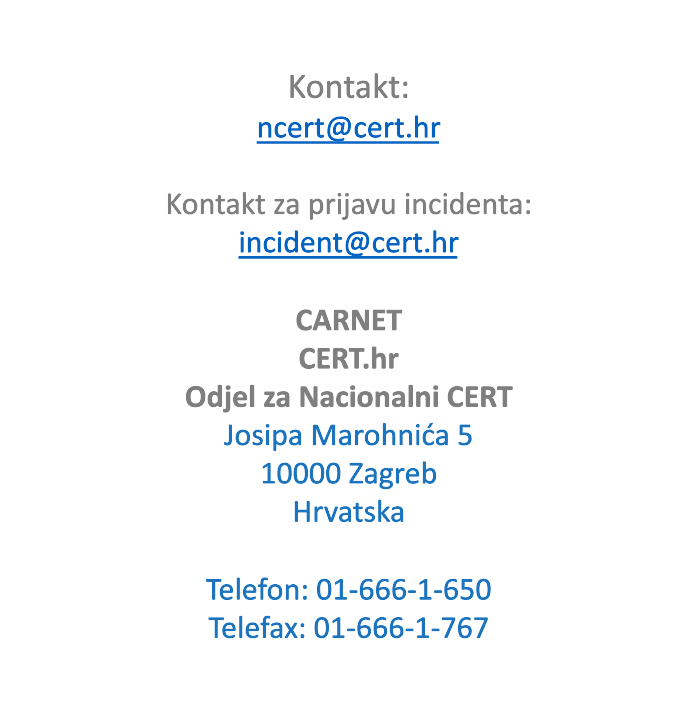 Kontakt:
ncert@cert.hr
Kontakt za prijavu incidenta:
incident@cert.hr
CARNET
CERT.hr
Odjel za Nacionalni CERT
Josipa Marohnića 5
10000 Zagreb
Hrvatska
Telefon: 01-666-1-650
Telefax: 01-666-1-767